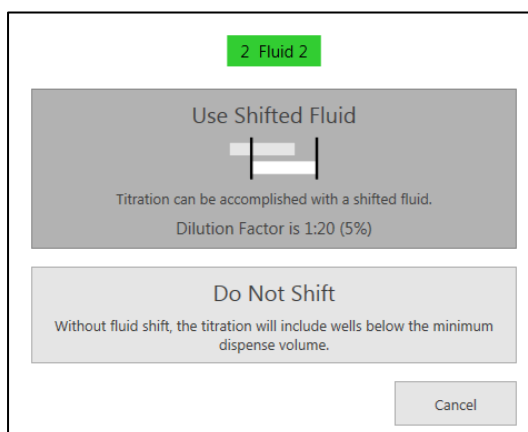 2 Fluid 2
Use Shifted Fluid
Titration can be accomplished with a shifted fluid.
Dilution Factor is 1:20 (5%)
Do Not Shift
Without fluid shift, the titration will include wells below the minimum
dispense volume.
Cancel